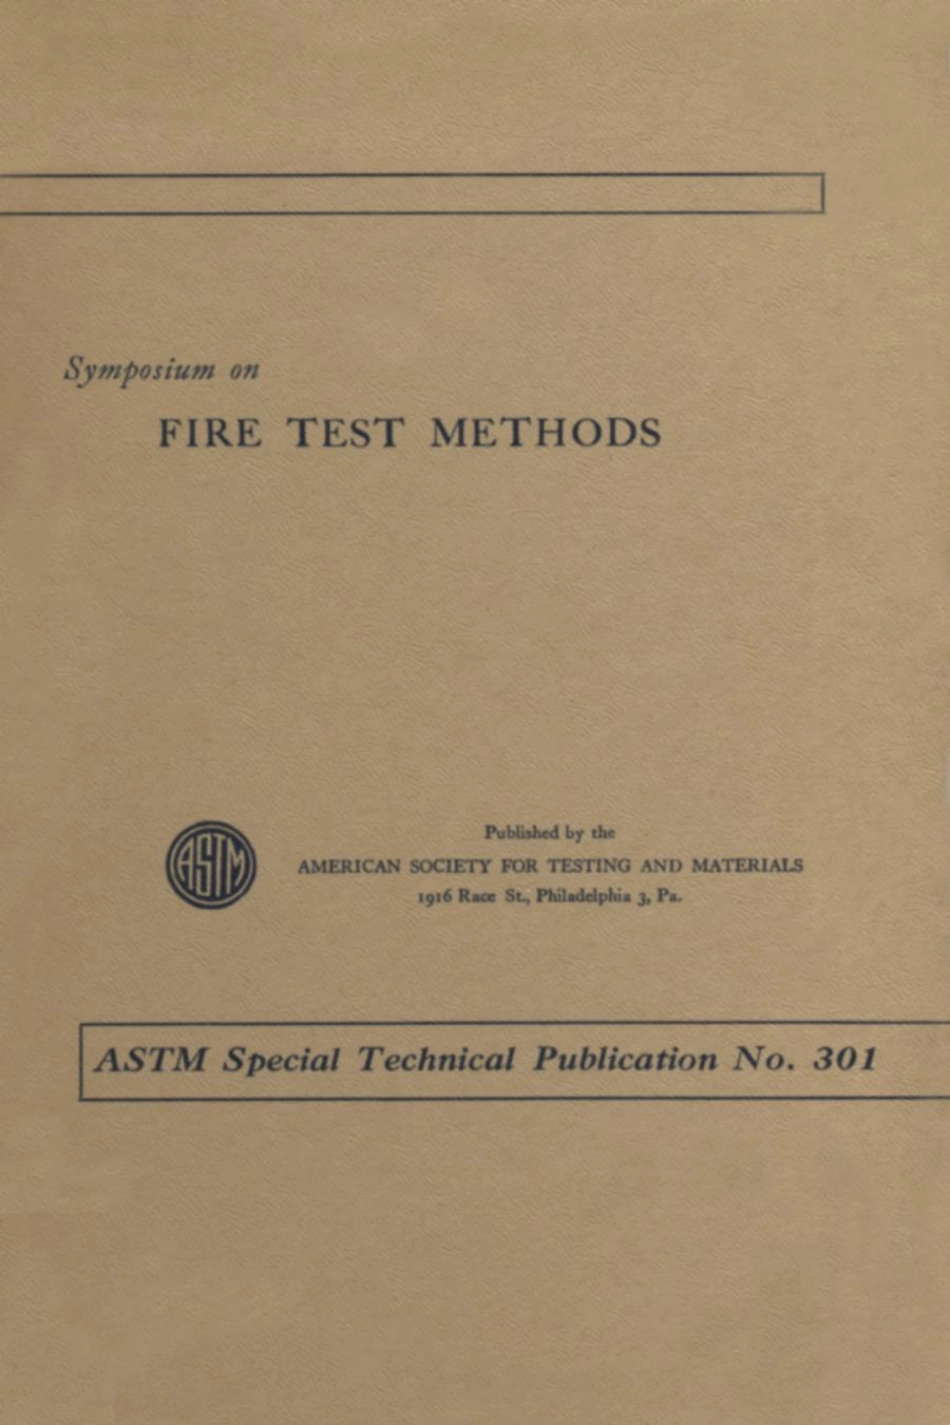 Symposium on
FIRE TEST METHODS
ASTM
Published by the
AMERICAN SOCIETY FOR TESTING AND MATERIALS
1916 Race St., Philadelphia 3, Pa.
ASTM Special Technical Publication No. 301